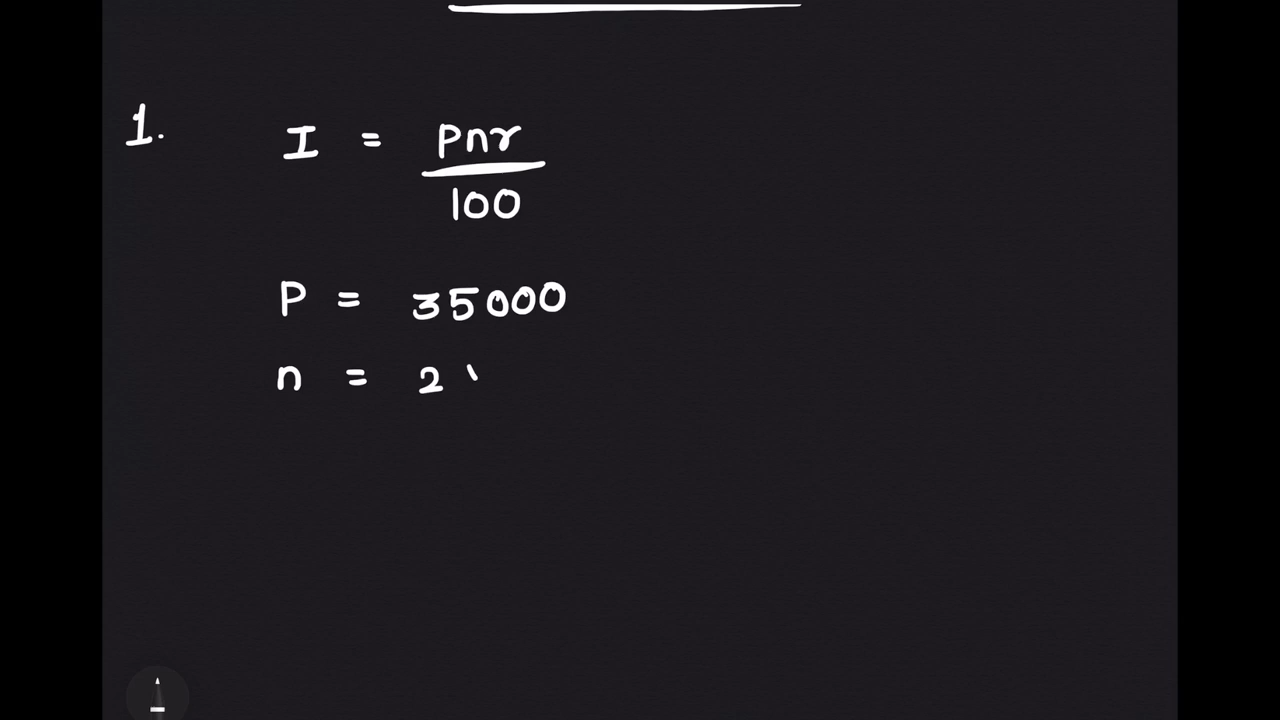 1. I = pnr
100
P = 35000
n = 2